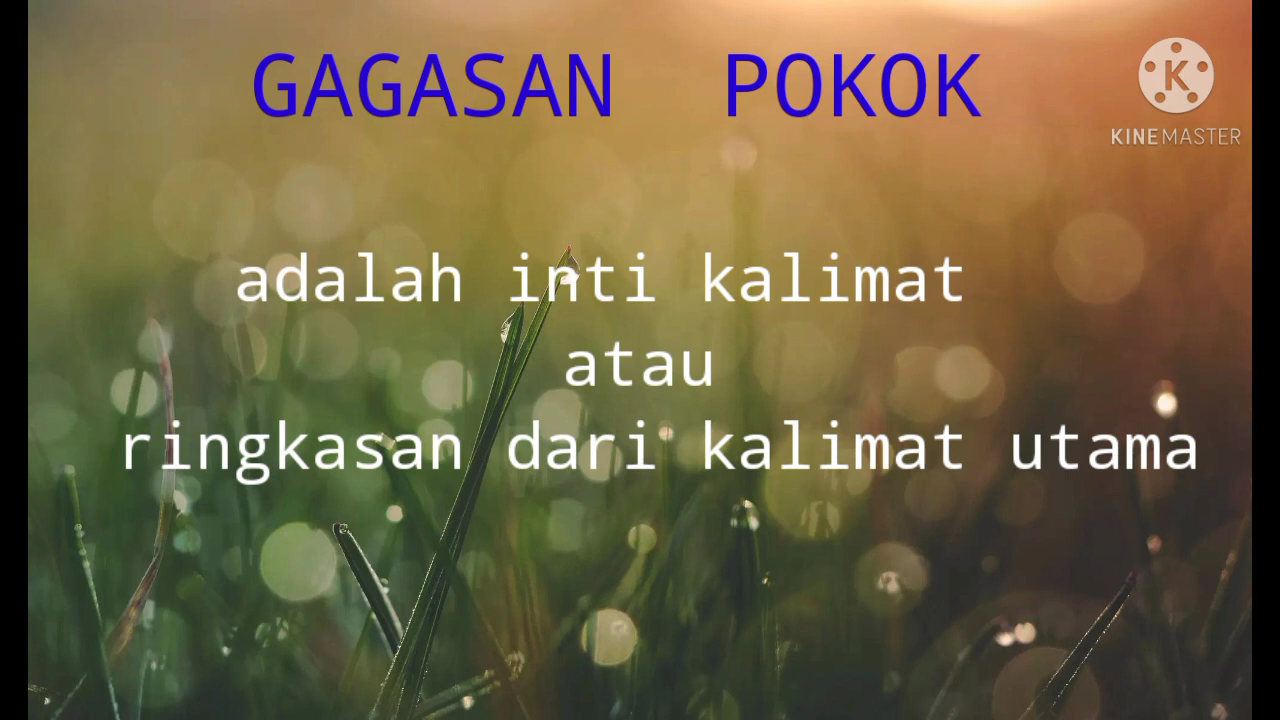 GAGASAN POKOK
KINEMASTER
adalah inti kalimat
atau
ringkasan dari kalimat utama